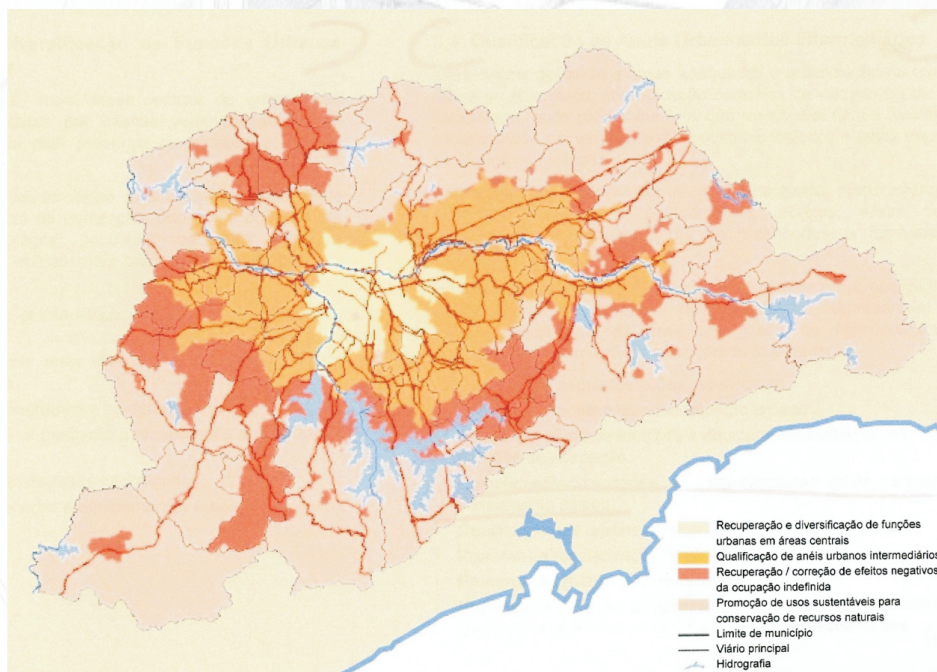 Recuperação e diversificação de funções
urbanas em áreas centrais
Qualificação de anéis urbanos intermediários
Recuperação / correção de efeitos negativos
da ocupação indefinida
Promoção de usos sustentáveis para
conservação de recursos naturais
Limite de município
Viário principal
Hidrografia